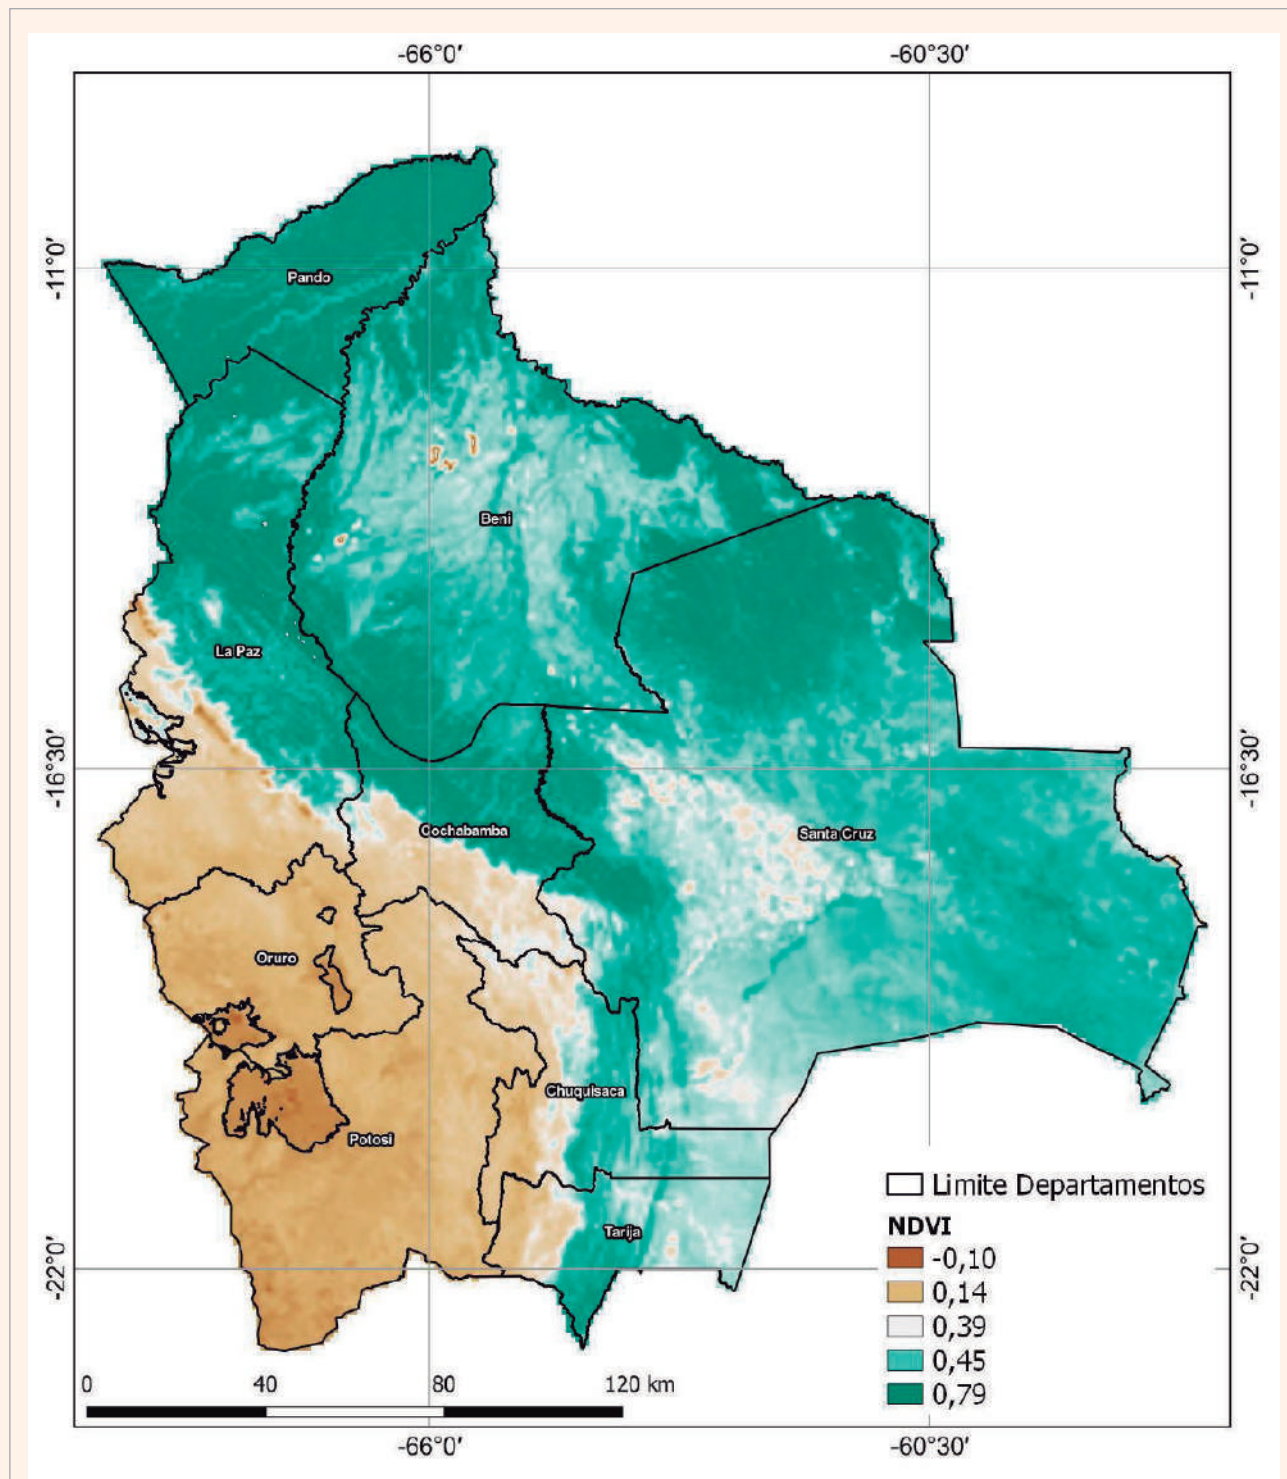 -66°0′ -60°30′
-11°0′ -11°0′
Pando
Beni
La Paz
-16°30′ -16°30′
Cochabamba Santa Cruz
Oruro
Chuquisaca
Potosí
Limite Departamentos
NDVI
Tarija
-22°0′ -22°0′
-0,10
0,14
0,39
0,45
0,79
0 40 80 120 km
-66°0′ -60°30′